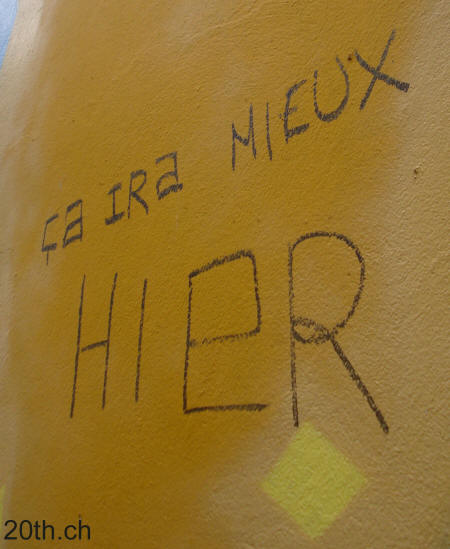 ça IRa MIEUX
HIeR
20th.ch